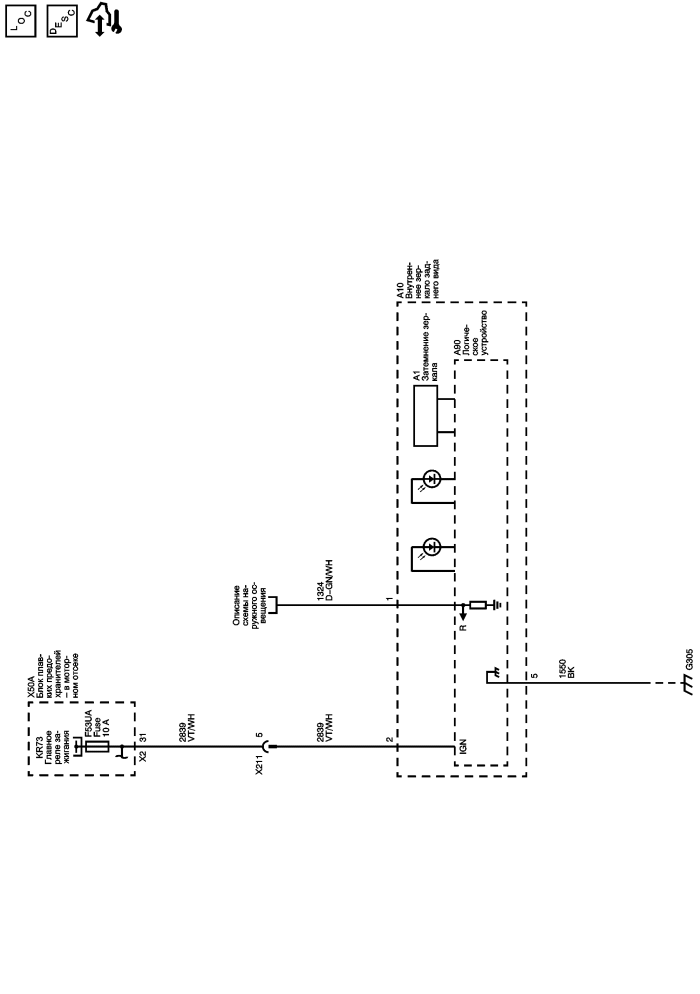 LOC
DESC
A10
Внутрен-
нее зер-
кало зад-
него вида
A90
Логиче-
ское
устройство
A1
Затемнение зер-
кала
Описание
схемы на-
ружного ос-
вещения
1324
D-GN/WH
1
R
X50A
Блок плав-
ких предо-
хранителей
– в мотор-
ном отсеке
KR73
Главное
реле за-
жигания
F53UA
Fuse
10 A
31
X2
2839
VT/WH
5
X211
2839
VT/WH
2
IGN
5
1550
BK
G305